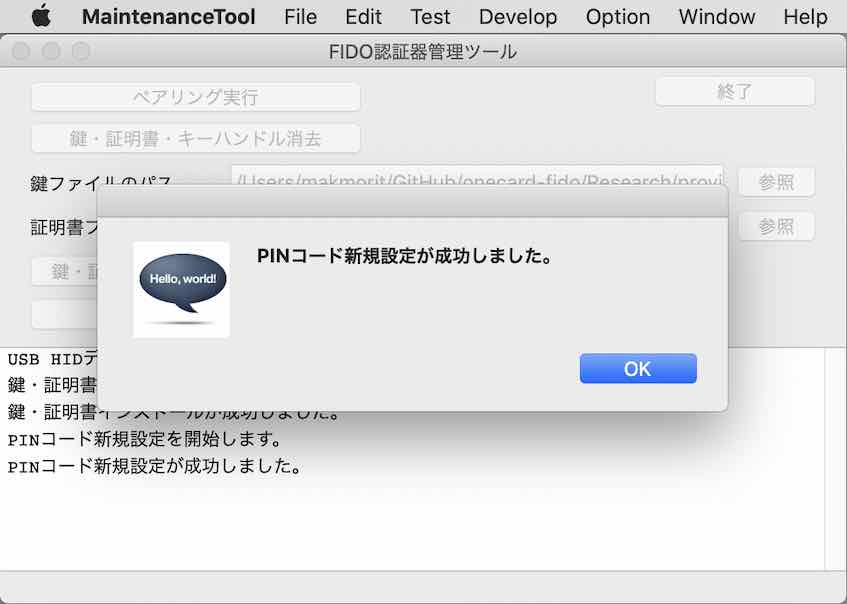 MaintenanceTool File Edit Test Develop Option Window Help
FIDO認証器管理ツール
ペアリング実行
終了
鍵・証明書・キーハンドル消去
鍵ファイルのパス
/Users/makmorit/GitHub/onecard-fido/Research/provi
参照
証明書フ
参照
鍵・証
Hello, world!
PINコード新規設定が成功しました。
OK
USB HIDデ
鍵・証明書
鍵・証明書インストールが成功しました。
PINコード新規設定を開始します。
PINコード新規設定が成功しました。